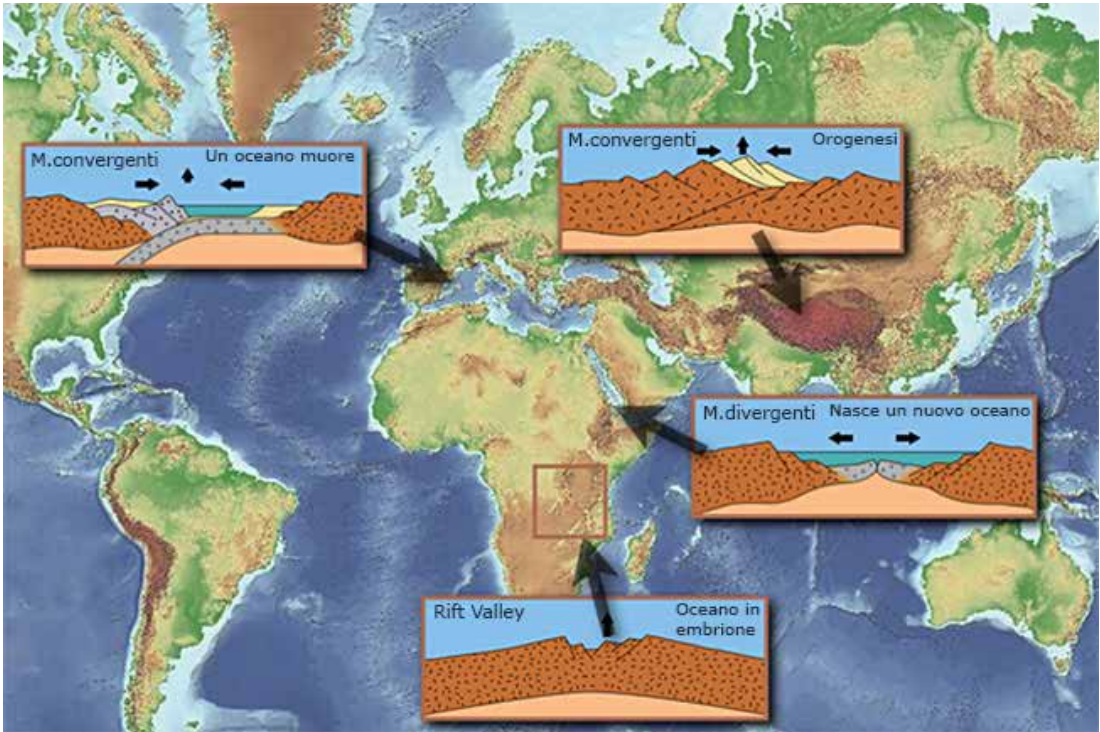 M.convergenti
Un oceano muore
M.convergenti
Orogenesi
M.divergenti
Nasce un nuovo oceano
Rift Valley
Oceano in
embrione